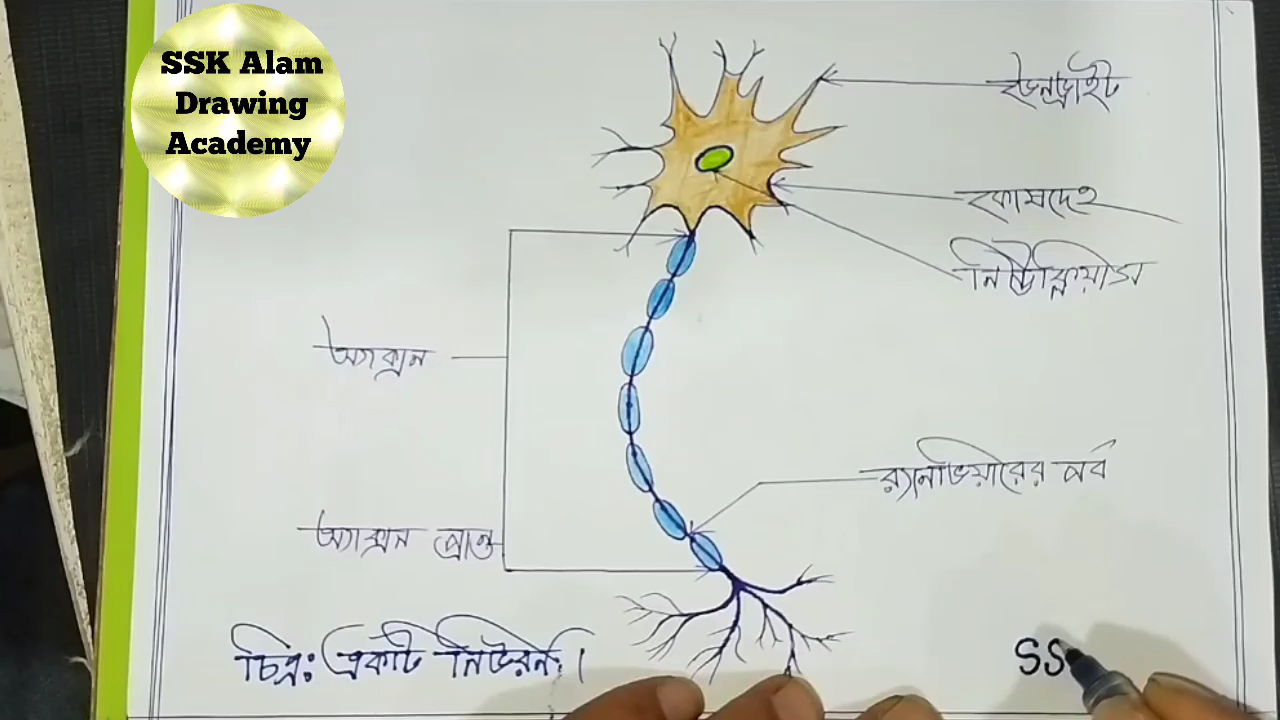 SSK Alam
Drawing
Academy
ডেনড্রাইট
কোষদেহ
নিউক্লিয়াস
অ্যাক্সন
র‍্যানভিয়ারের পর্ব
অ্যাক্সন প্রান্ত
চিত্র: একটি নিউরন।
SS